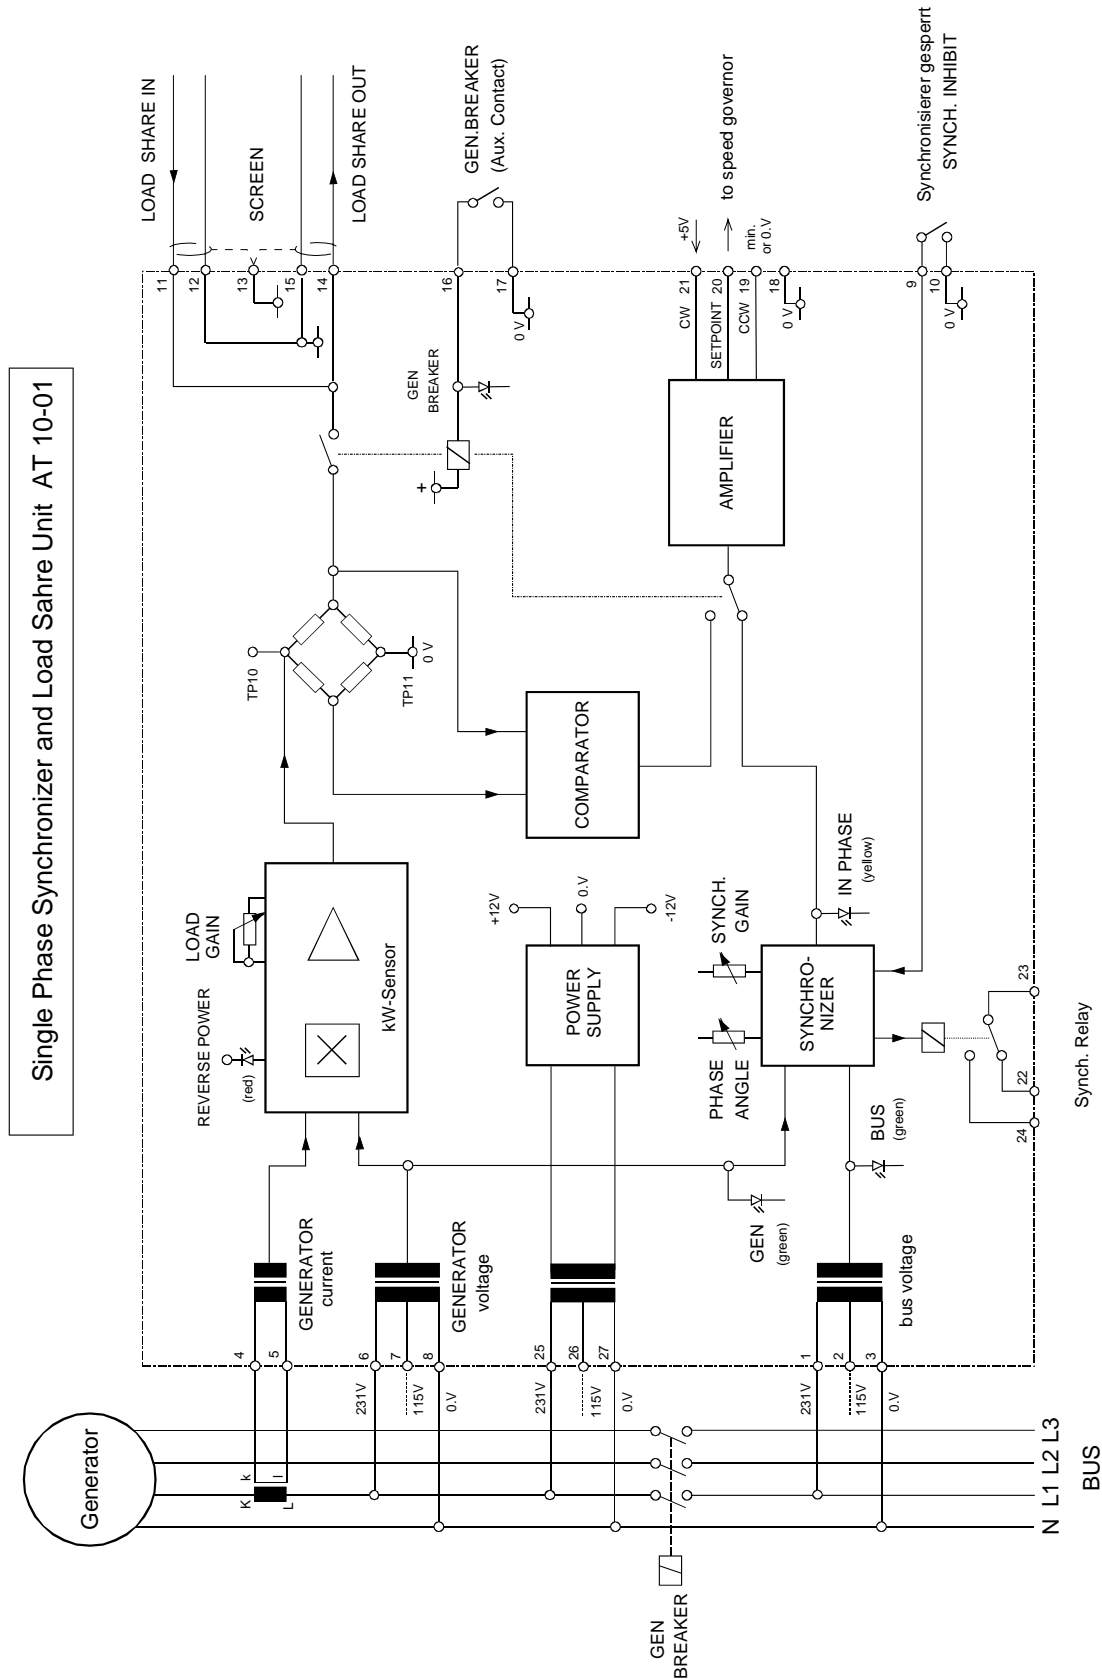 Single Phase Synchronizer and Load Sahre Unit AT 10-01
Generator
K
k
L
l
GEN
BREAKER
N
L1
L2
L3
BUS
4
5
GENERATOR
current
6
7
8
231V
115V
0.V
GENERATOR
voltage
25
26
27
231V
115V
0.V
1
2
3
231V
115V
0.V
bus voltage
REVERSE POWER
(red)
LOAD
GAIN
kW-Sensor
TP10
TP11
0 V
COMPARATOR
POWER
SUPPLY
+12V
0.V
-12V
GEN
(green)
BUS
(green)
PHASE
ANGLE
SYNCH.
GAIN
SYNCHRO-
NIZER
IN PHASE
(yellow)
24
22
23
Synch. Relay
AMPLIFIER
+
GEN
BREAKER
11
12
13
15
14
LOAD SHARE IN
SCREEN
LOAD SHARE OUT
16
17
0 V
GEN.BREAKER
(Aux. Contact)
CW 21
SETPOINT 20
CCW 19
18
0 V
+5V
to speed governor
min.
or 0.V
9
10
0 V
Synchronisierer gesperrt
SYNCH. INHIBIT